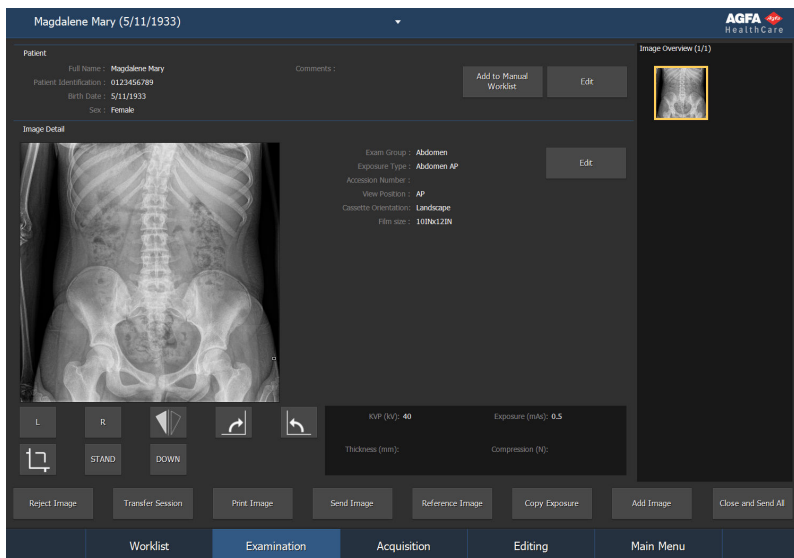 Magdalene Mary (5/11/1933)
AGFA
HealthCare
Patient
Full Name : Magdalene Mary
Comments :
Patient Identification : 0123456789
Birth Date : 5/11/1933
Sex : Female
Add to Manual Worklist
Edit
Image Overview (1/1)
Image Detail
Exam Group : Abdomen
Exposure Type : Abdomen AP
Accession Number :
View Position : AP
Cassette Orientation: Landscape
Film size : 10INx12IN
Edit
L
R
STAND
DOWN
KVP (kV): 40
Exposure (mAs): 0.5
Thickness (mm):
Compression (N):
Reject Image
Transfer Session
Print Image
Send Image
Reference Image
Copy Exposure
Add Image
Close and Send All
Worklist
Examination
Acquisition
Editing
Main Menu